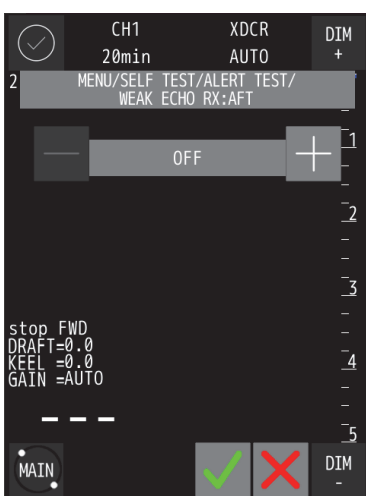 CH1 XDCR DIM
20min AUTO +
2 MENU/SELF TEST/ALERT TEST/
WEAK ECHO RX:AFT
1
— OFF +
2
3
stop FWD
DRAFT=0.0
KEEL =0.0
4
GAIN =AUTO
— — —
5
MAIN DIM
-